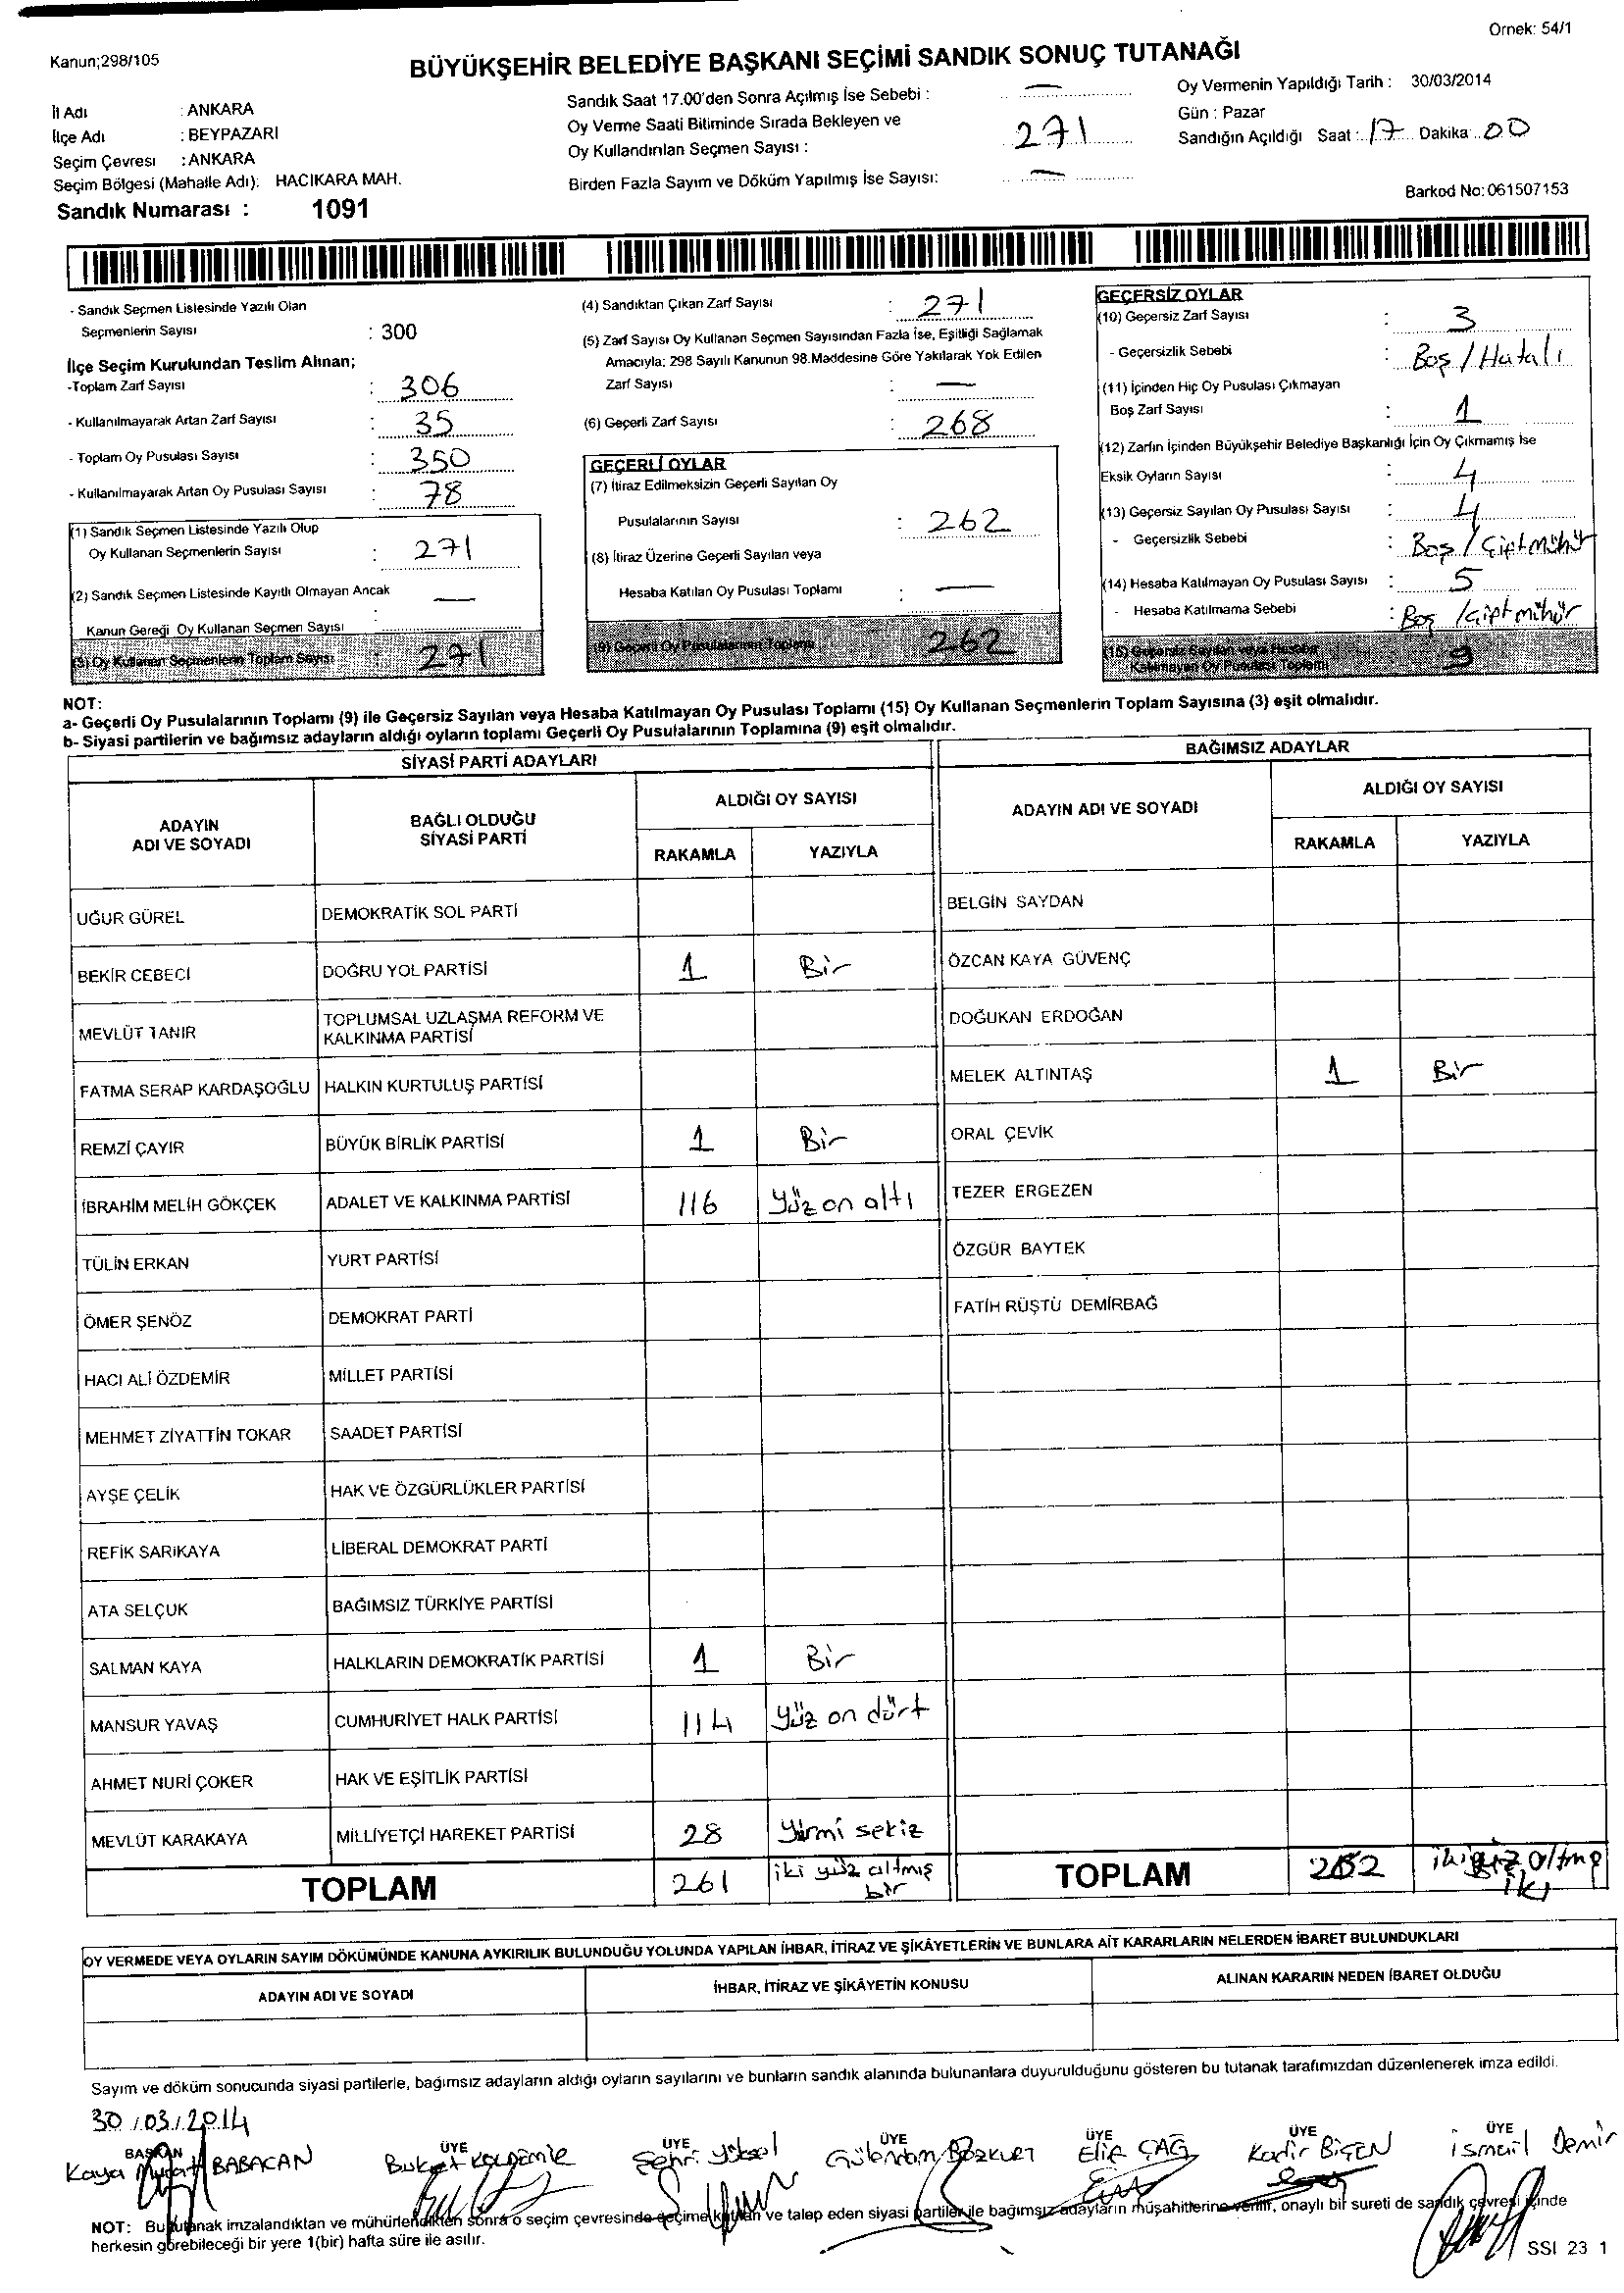 Örnek: 54/1
Kanun;298/105
BÜYÜKŞEHİR BELEDİYE BAŞKANI SEÇİMİ SANDIK SONUÇ TUTANAĞI
İl Adı : ANKARA
İlçe Adı : BEYPAZARI
Seçim Çevresi : ANKARA
Seçim Bölgesi (Mahalle Adı): HACIKARA MAH.
Sandık Numarası : 1091
Sandık Saat 17.00'den Sonra Açılmış İse Sebebi : —
Oy Verme Saati Bitiminde Sırada Bekleyen ve
Oy Kullandırılan Seçmen Sayısı : 271
Birden Fazla Sayım ve Döküm Yapılmış İse Sayısı: —
Oy Vermenin Yapıldığı Tarih : 30/03/2014
Gün : Pazar
Sandığın Açıldığı Saat : 17 Dakika 00
Barkod No: 061507153
- Sandık Seçmen Listesinde Yazılı Olan
Seçmenlerin Sayısı : 300
İlçe Seçim Kurulundan Teslim Alınan;
-Toplam Zarf Sayısı : 306
- Kullanılmayarak Artan Zarf Sayısı : 35
- Toplam Oy Pusulası Sayısı : 350
- Kullanılmayarak Artan Oy Pusulası Sayısı : 78
(1) Sandık Seçmen Listesinde Yazılı Olup
Oy Kullanan Seçmenlerin Sayısı : 271
(2) Sandık Seçmen Listesinde Kayıtlı Olmayan Ancak
Kanun Gereği Oy Kullanan Seçmen Sayısı : —
(3) Oy Kullanan Seçmenlerin Toplam Sayısı : 271
(4) Sandıktan Çıkan Zarf Sayısı : 271
(5) Zarf Sayısı Oy Kullanan Seçmen Sayısından Fazla İse, Eşitliği Sağlamak
Amacıyla; 298 Sayılı Kanunun 98.Maddesine Göre Yakılarak Yok Edilen
Zarf Sayısı : —
(6) Geçerli Zarf Sayısı : 268
GEÇERLİ OYLAR
(7) İtiraz Edilmeksizin Geçerli Sayılan Oy
Pusulalarının Sayısı : 262
(8) İtiraz Üzerine Geçerli Sayılan veya
Hesaba Katılan Oy Pusulası Toplamı : —
(9) Geçerli Oy Pusulalarının Toplamı 262
GEÇERSİZ OYLAR
(10) Geçersiz Zarf Sayısı : 3
- Geçersizlik Sebebi : Boş / Hatalı
(11) İçinden Hiç Oy Pusulası Çıkmayan
Boş Zarf Sayısı : 1
(12) Zarfın İçinden Büyükşehir Belediye Başkanlığı İçin Oy Çıkmamış İse
Eksik Oyların Sayısı : 4
(13) Geçersiz Sayılan Oy Pusulası Sayısı : 4
- Geçersizlik Sebebi : Boş / Çiftmühür
(14) Hesaba Katılmayan Oy Pusulası Sayısı : 5
- Hesaba Katılmama Sebebi : Boş / Çiftmühür
(15) Geçersiz Sayılan veya Hesaba
Katılmayan Oy Pusulası Toplamı 9
NOT:
a- Geçerli Oy Pusulalarının Toplamı (9) ile Geçersiz Sayılan veya Hesaba Katılmayan Oy Pusulası Toplamı (15) Oy Kullanan Seçmenlerin Toplam Sayısına (3) eşit olmalıdır.
b- Siyasi partilerin ve bağımsız adayların aldığı oyların toplamı Geçerli Oy Pusulalarının Toplamına (9) eşit olmalıdır.
SİYASİ PARTİ ADAYLARI
ADAYIN ADI VE SOYADI BAĞLI OLDUĞU SİYASİ PARTİ ALDIĞI OY SAYISI
RAKAMLA YAZIYLA
UĞUR GÜREL DEMOKRATİK SOL PARTİ
BEKİR CEBECİ DOĞRU YOL PARTİSİ 1 Bir
MEVLÜT TANIR TOPLUMSAL UZLAŞMA REFORM VE KALKINMA PARTİSİ
FATMA SERAP KARDAŞOĞLU HALKIN KURTULUŞ PARTİSİ
REMZİ ÇAYIR BÜYÜK BİRLİK PARTİSİ 1 Bir
İBRAHİM MELİH GÖKÇEK ADALET VE KALKINMA PARTİSİ 116 Yüz on altı
TÜLİN ERKAN YURT PARTİSİ
ÖMER ŞENÖZ DEMOKRAT PARTİ
HACI ALİ ÖZDEMİR MİLLET PARTİSİ
MEHMET ZİYATTİN TOKAR SAADET PARTİSİ
AYŞE ÇELİK HAK VE ÖZGÜRLÜKLER PARTİSİ
REFİK SARIKAYA LİBERAL DEMOKRAT PARTİ
ATA SELÇUK BAĞIMSIZ TÜRKİYE PARTİSİ
SALMAN KAYA HALKLARIN DEMOKRATİK PARTİSİ 1 Bir
MANSUR YAVAŞ CUMHURİYET HALK PARTİSİ 114 yüz on dört
AHMET NURİ ÇOKER HAK VE EŞİTLİK PARTİSİ
MEVLÜT KARAKAYA MİLLİYETÇİ HAREKET PARTİSİ 28 Yirmi sekiz
TOPLAM 261 iki yüz altmış bir
BAĞIMSIZ ADAYLAR
ADAYIN ADI VE SOYADI ALDIĞI OY SAYISI
RAKAMLA YAZIYLA
BELGİN SAYDAN
ÖZCAN KAYA GÜVENÇ
DOĞUKAN ERDOĞAN
MELEK ALTINTAŞ 1 Bir
ORAL ÇEVİK
TEZER ERGEZEN
ÖZGÜR BAYTEK
FATİH RÜŞTÜ DEMİRBAĞ
TOPLAM 262 iki yüz altmış iki
OY VERMEDE VEYA OYLARIN SAYIM DÖKÜMÜNDE KANUNA AYKIRILIK BULUNDUĞU YOLUNDA YAPILAN İHBAR, İTİRAZ VE ŞİKÂYETLERİN VE BUNLARA AİT KARARLARIN NELERDEN İBARET BULUNDUKLARI
ADAYIN ADI VE SOYADI İHBAR, İTİRAZ VE ŞİKÂYETİN KONUSU ALINAN KARARIN NEDEN İBARET OLDUĞU
Sayım ve döküm sonucunda siyasi partilerle, bağımsız adayların aldığı oyların sayılarını ve bunların sandık alanında bulunanlara duyurulduğunu gösteren bu tutanak tarafımızdan düzenlenerek imza edildi.
30/03/2014
BAŞKAN ÜYE ÜYE ÜYE ÜYE ÜYE ÜYE
Kaya Murat BABACAN Şehri Yüksel Gülendam Bozkurt Elif ÇAĞ Kadir BİÇEN İsmail Demir
NOT: Bu tutanak imzalandıktan ve mühürlendikten sonra o seçim çevresinde seçime katılan ve talep eden siyasi partiler ile bağımsız adayların müşahitlerine verilir, onaylı bir sureti de sandık çevresi içinde
herkesin görebileceği bir yere 1(bir) hafta süre ile asılır.
SSI 23 1